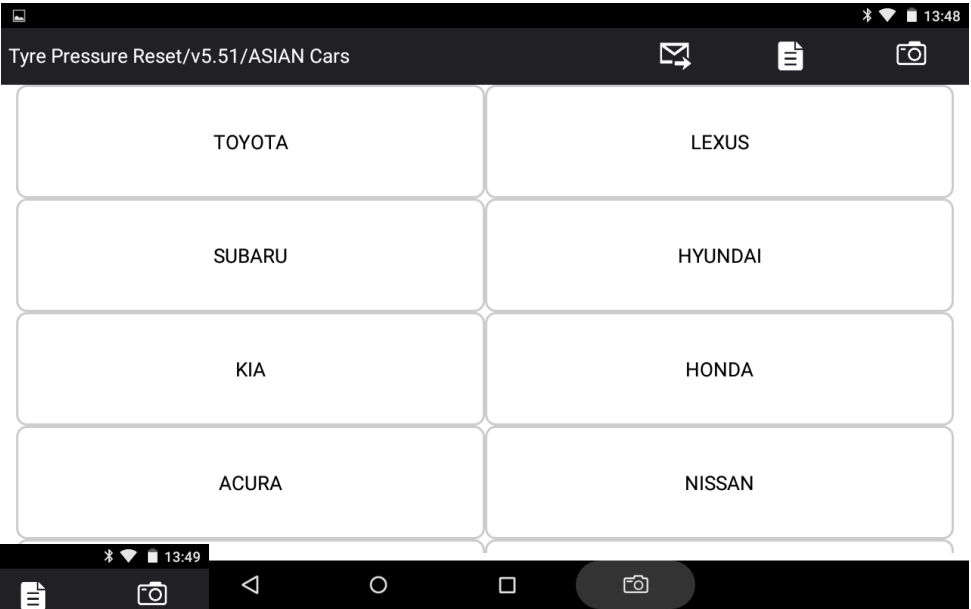 13:48
Tyre Pressure Reset/v5.51/ASIAN Cars
TOYOTA LEXUS
SUBARU HYUNDAI
KIA HONDA
ACURA NISSAN
13:49